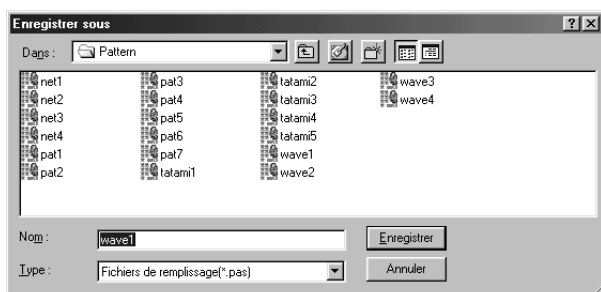 Enregistrer sous
Dans : Pattern
net1 pat3 tatami2 wave3
net2 pat4 tatami3 wave4
net3 pat5 tatami4
net4 pat6 tatami5
pat1 pat7 wave1
pat2 tatami1 wave2
Nom : wave1 Enregistrer
Type : Fichiers de remplissage(*.pas) Annuler